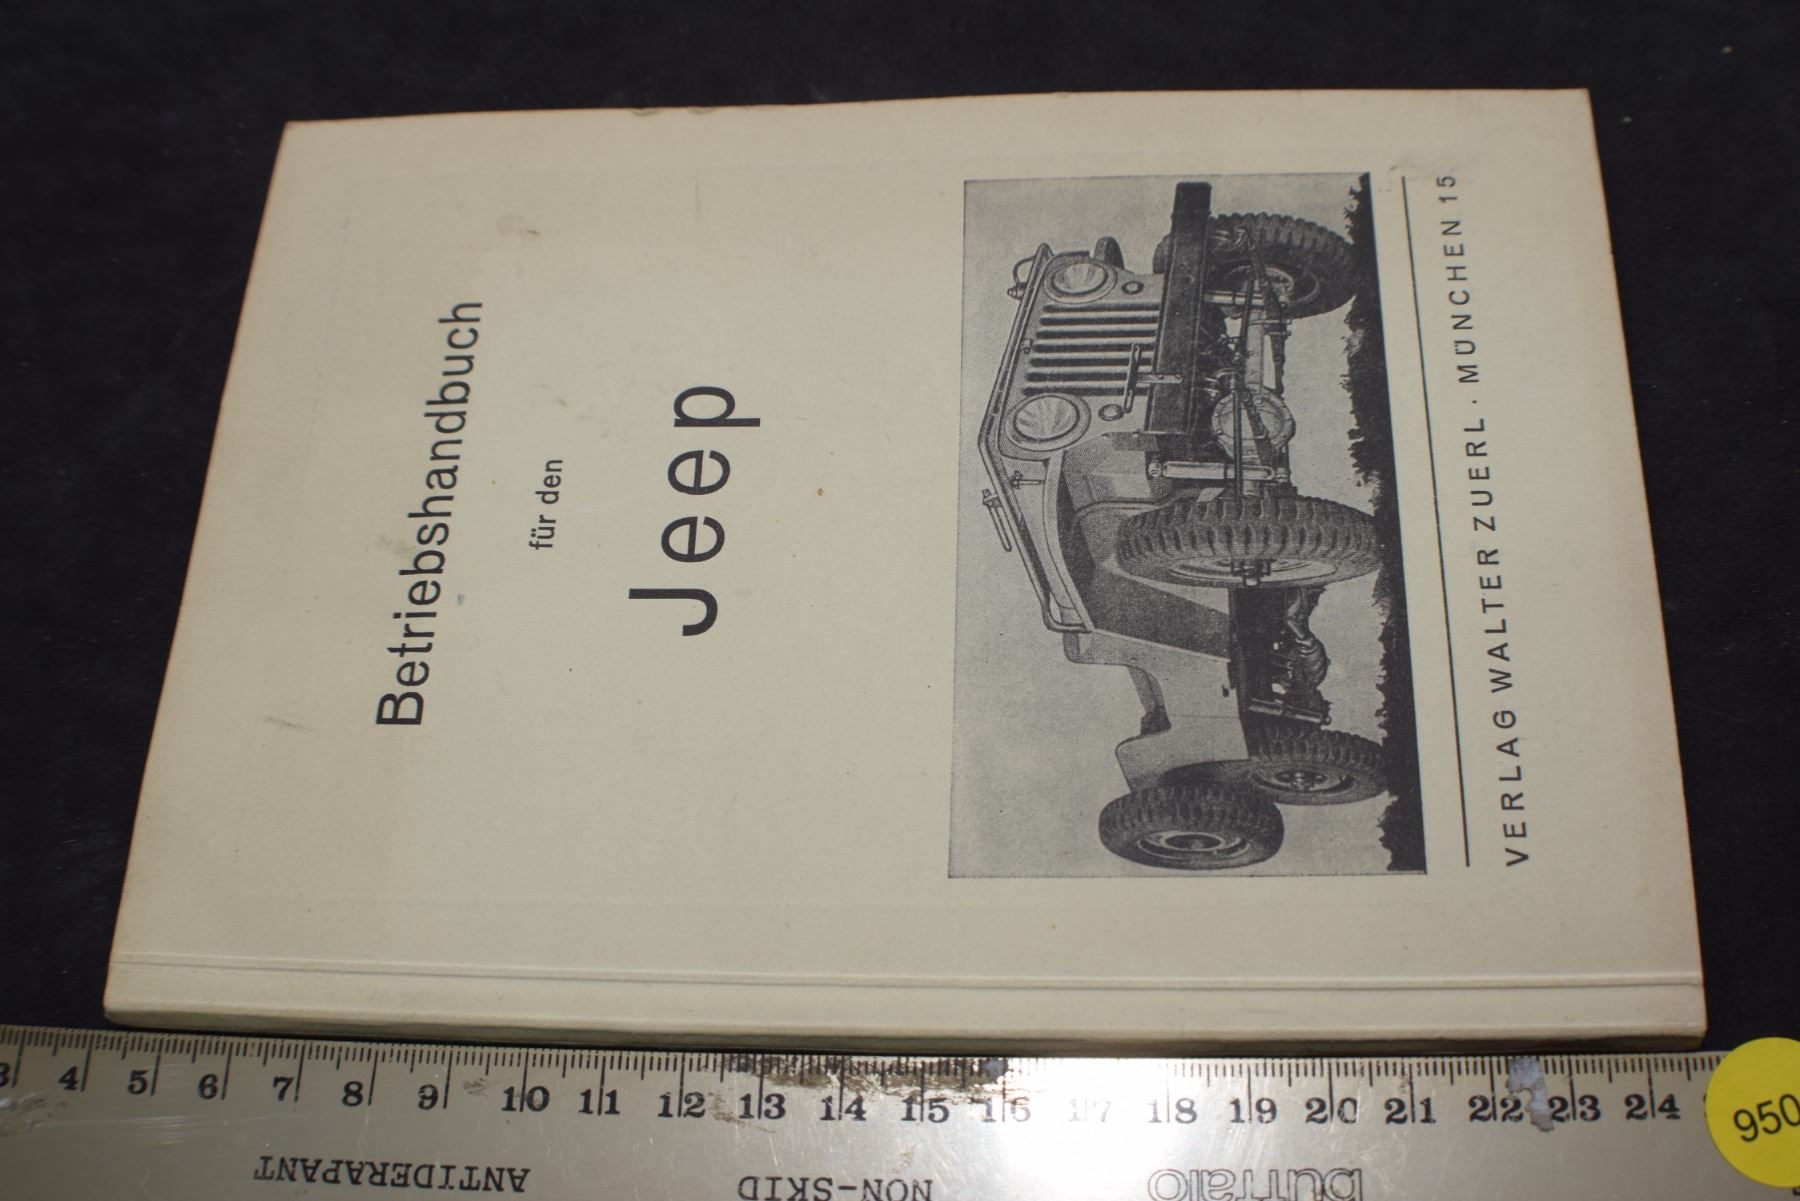 Betriebshandbuch
für den
Jeep
VERLAG WALTER ZUERL · MÜNCHEN 15
3 4 5 6 7 8 9 10 11 12 13 14 15 16 17 18 19 20 21 22 23 24
950
ANTIDERAPANT NON-SKID buffalo